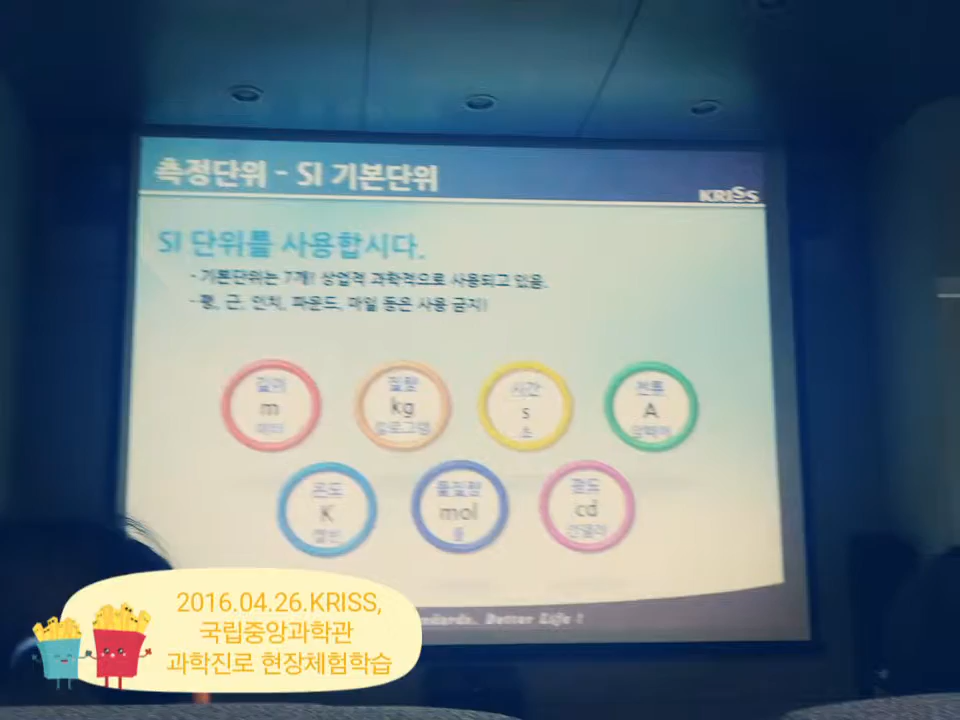 측정단위 - SI 기본단위
KRISS
SI 단위를 사용합시다.
- 기본단위는 7개! 상업적 과학적으로 사용되고 있음.
- 평, 근, 인치, 파운드, 마일 등은 사용 금지!
길이
m
미터
질량
kg
킬로그램
시간
s
초
전류
A
암페어
온도
K
켈빈
물질량
mol
몰
광도
cd
칸델라
Better Life!
2016.04.26.KRISS,
국립중앙과학관
과학진로 현장체험학습